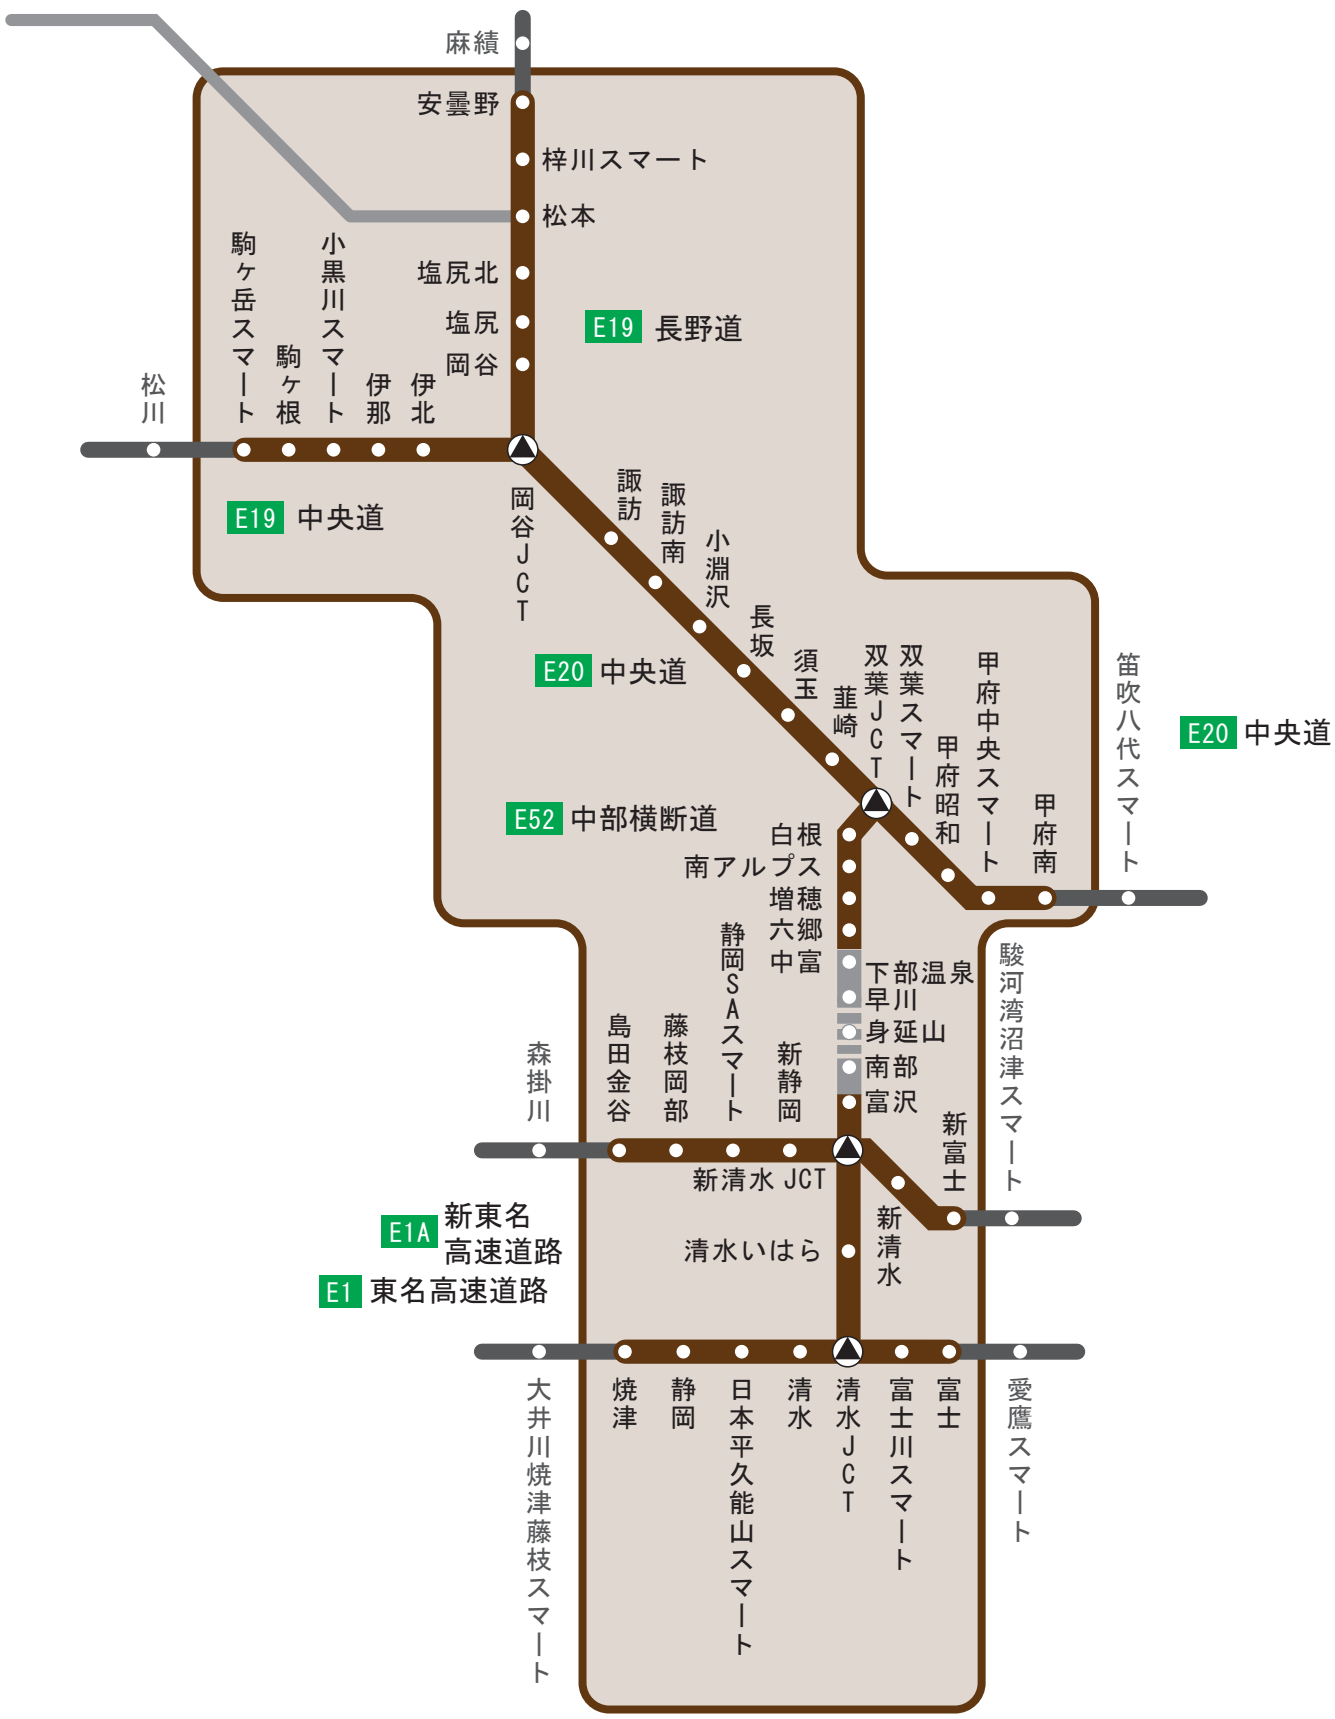 麻績
安曇野
梓川スマート
松本
塩尻北
塩尻
岡谷
E19 長野道
駒ヶ岳スマート
駒ヶ根
小黒川スマート
伊那
伊北
松川
E19 中央道
岡谷JCT
諏訪
諏訪南
小淵沢
長坂
須玉
韮崎
双葉JCT
双葉スマート
甲府昭和
甲府中央スマート
甲府南
笛吹八代スマート
E20 中央道
E20 中央道
E52 中部横断道
白根
南アルプス
増穂
六郷
中富
下部温泉
早川
身延山
南部
富沢
森掛川
島田金谷
藤枝岡部
静岡SAスマート
新静岡
新清水 JCT
新清水
新富士
駿河湾沼津スマート
E1A 新東名
高速道路
清水いはら
E1 東名高速道路
大井川焼津藤枝スマート
焼津
静岡
日本平久能山スマート
清水
清水JCT
富士川スマート
富士
愛鷹スマート